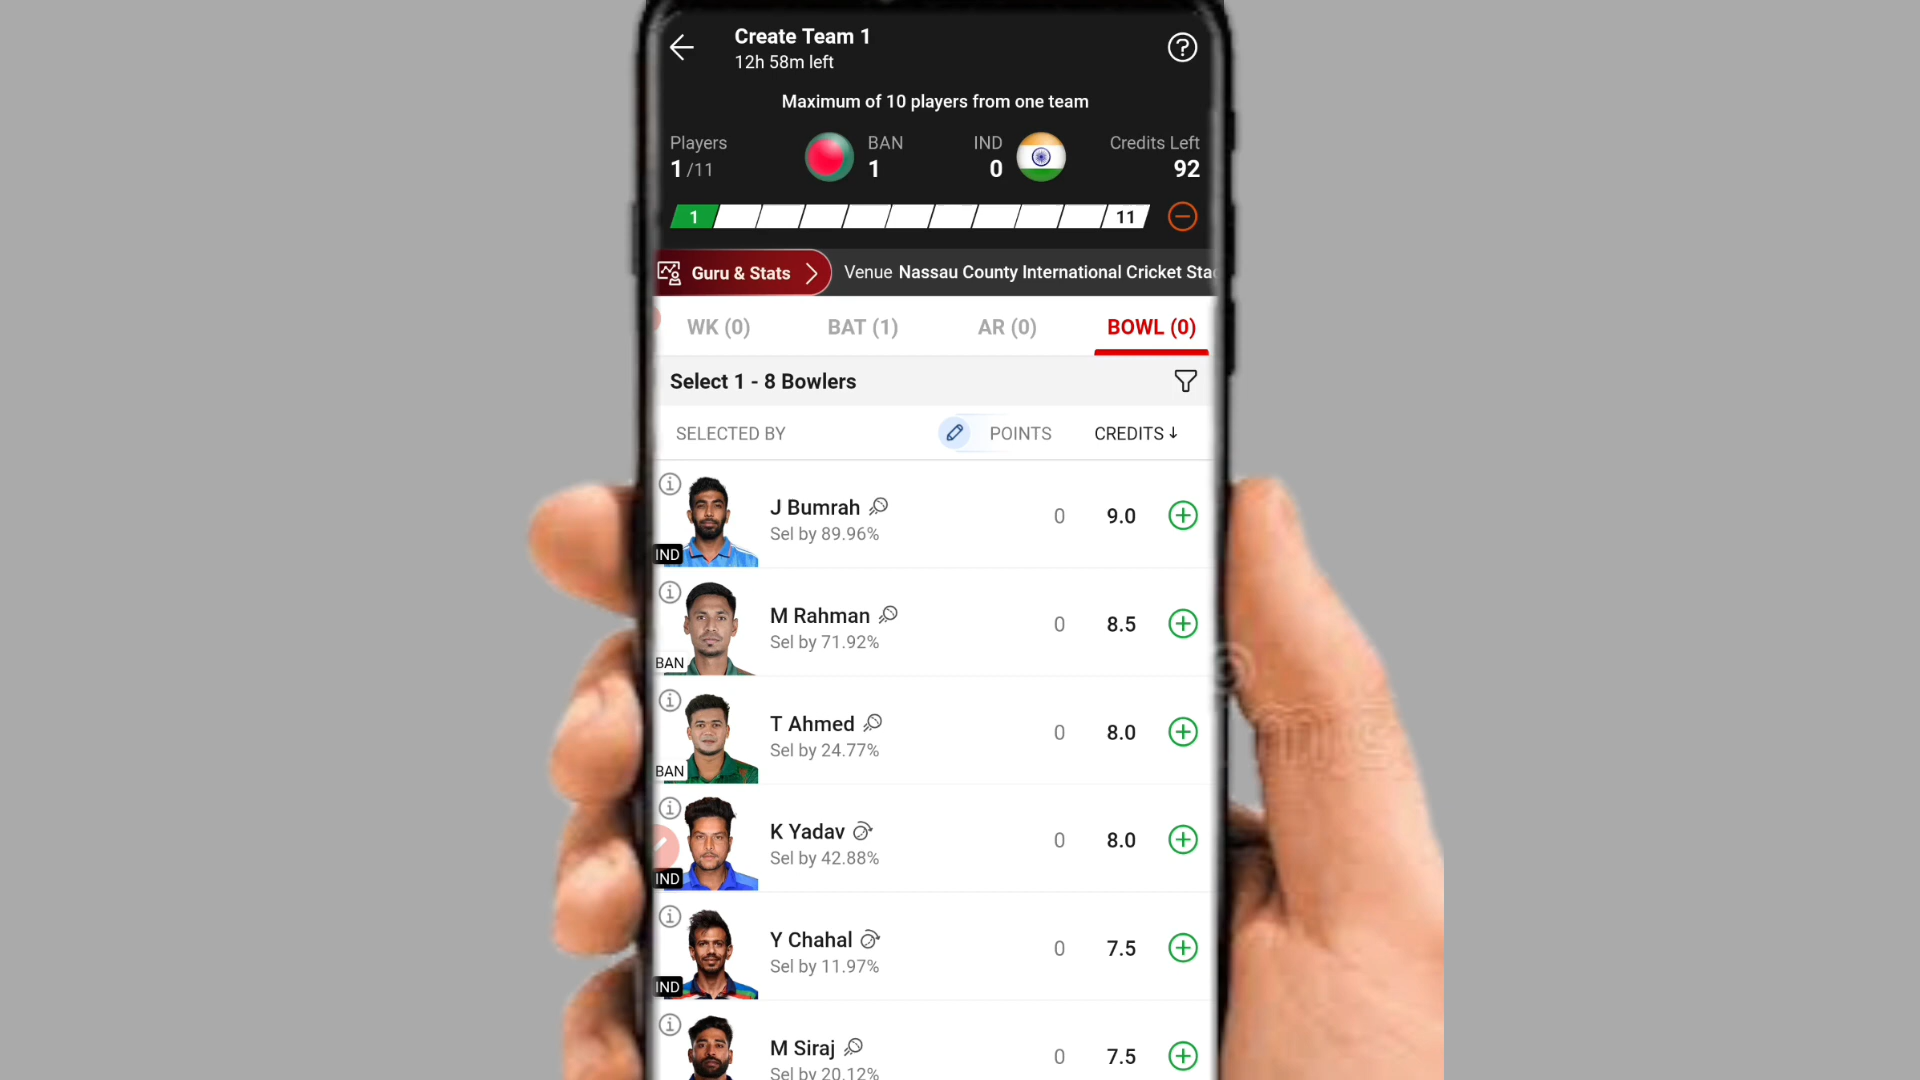 Create Team 1
12h 58m left
Maximum of 10 players from one team
Players
1 /11
BAN
1
IND
0
Credits Left
92
1
11
Guru & Stats
Venue Nassau County International Cricket
WK (0)
BAT (1)
AR (0)
BOWL (0)
Select 1 - 8 Bowlers
SELECTED BY
POINTS
CREDITS ↓
J Bumrah
Sel by 89.96%
IND
0
9.0
M Rahman
Sel by 71.92%
BAN
0
8.5
T Ahmed
Sel by 24.77%
BAN
0
8.0
K Yadav
Sel by 42.88%
IND
0
8.0
Y Chahal
Sel by 11.97%
IND
0
7.5
M Siraj
Sel by 20.12%
0
7.5